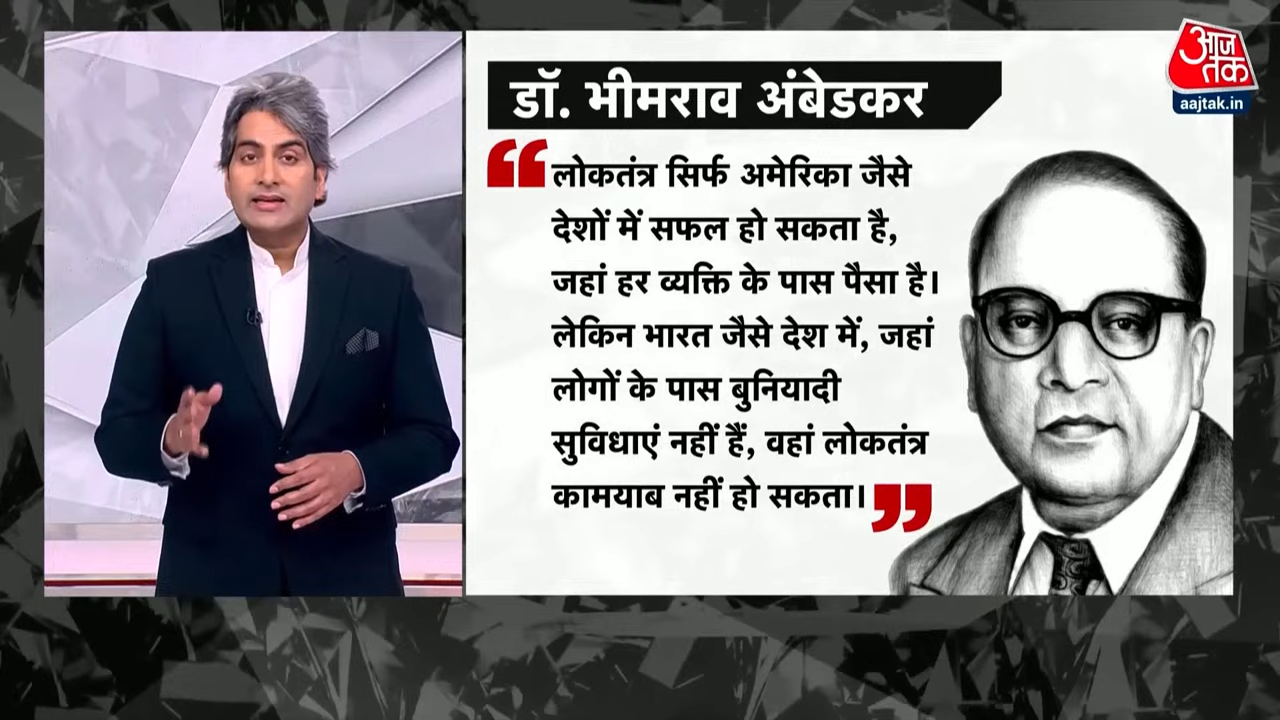 आज
तक
aajtak.in
डॉ. भीमराव अंबेडकर
“लोकतंत्र सिर्फ अमेरिका जैसे
देशों में सफल हो सकता है,
जहां हर व्यक्ति के पास पैसा है।
लेकिन भारत जैसे देश में, जहां
लोगों के पास बुनियादी
सुविधाएं नहीं हैं, वहां लोकतंत्र
कामयाब नहीं हो सकता।”